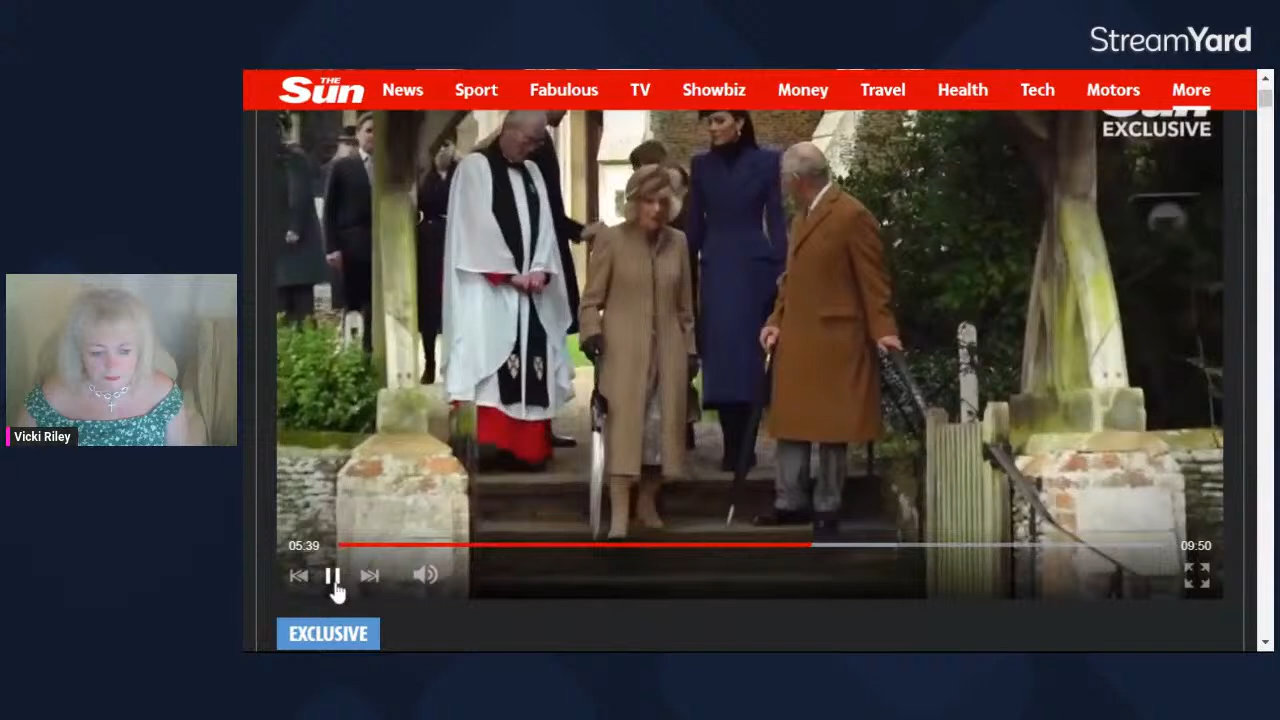 StreamYard
THE Sun News Sport Fabulous TV Showbiz Money Travel Health Tech Motors More
EXCLUSIVE
Vicki Riley
05:39
09:50
EXCLUSIVE